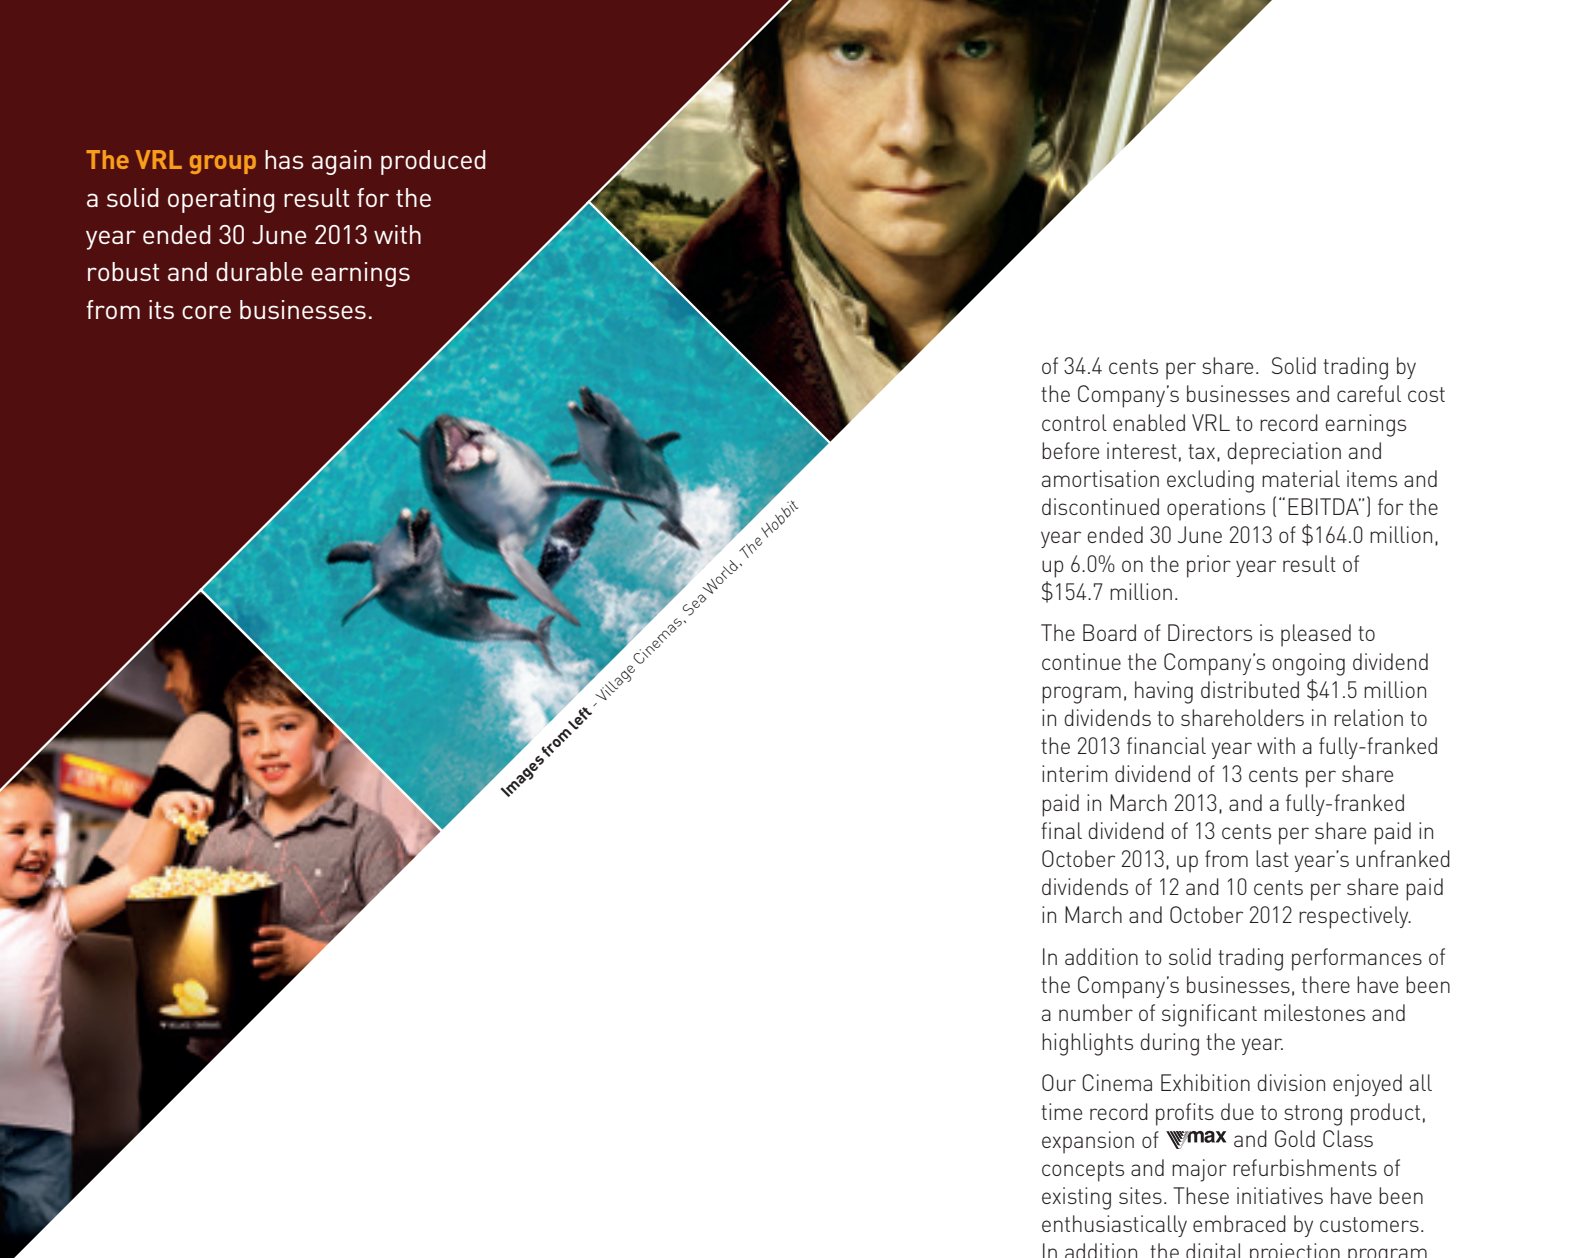 The VRL group has again produced
a solid operating result for the
year ended 30 June 2013 with
robust and durable earnings
from its core businesses.
Images from left - Village Cinemas, Sea World, The Hobbit
of 34.4 cents per share.  Solid trading by
the Company's businesses and careful cost
control enabled VRL to record earnings
before interest, tax, depreciation and
amortisation excluding material items and
discontinued operations (“EBITDA”) for the
year ended 30 June 2013 of $164.0 million,
up 6.0% on the prior year result of
$154.7 million.
The Board of Directors is pleased to
continue the Company's ongoing dividend
program, having distributed $41.5 million
in dividends to shareholders in relation to
the 2013 financial year with a fully-franked
interim dividend of 13 cents per share
paid in March 2013, and a fully-franked
final dividend of 13 cents per share paid in
October 2013, up from last year's unfranked
dividends of 12 and 10 cents per share paid
in March and October 2012 respectively.
In addition to solid trading performances of
the Company's businesses, there have been
a number of significant milestones and
highlights during the year.
Our Cinema Exhibition division enjoyed all
time record profits due to strong product,
expansion of Vmax and Gold Class
concepts and major refurbishments of
existing sites. These initiatives have been
enthusiastically embraced by customers.
In addition, the digital projection program